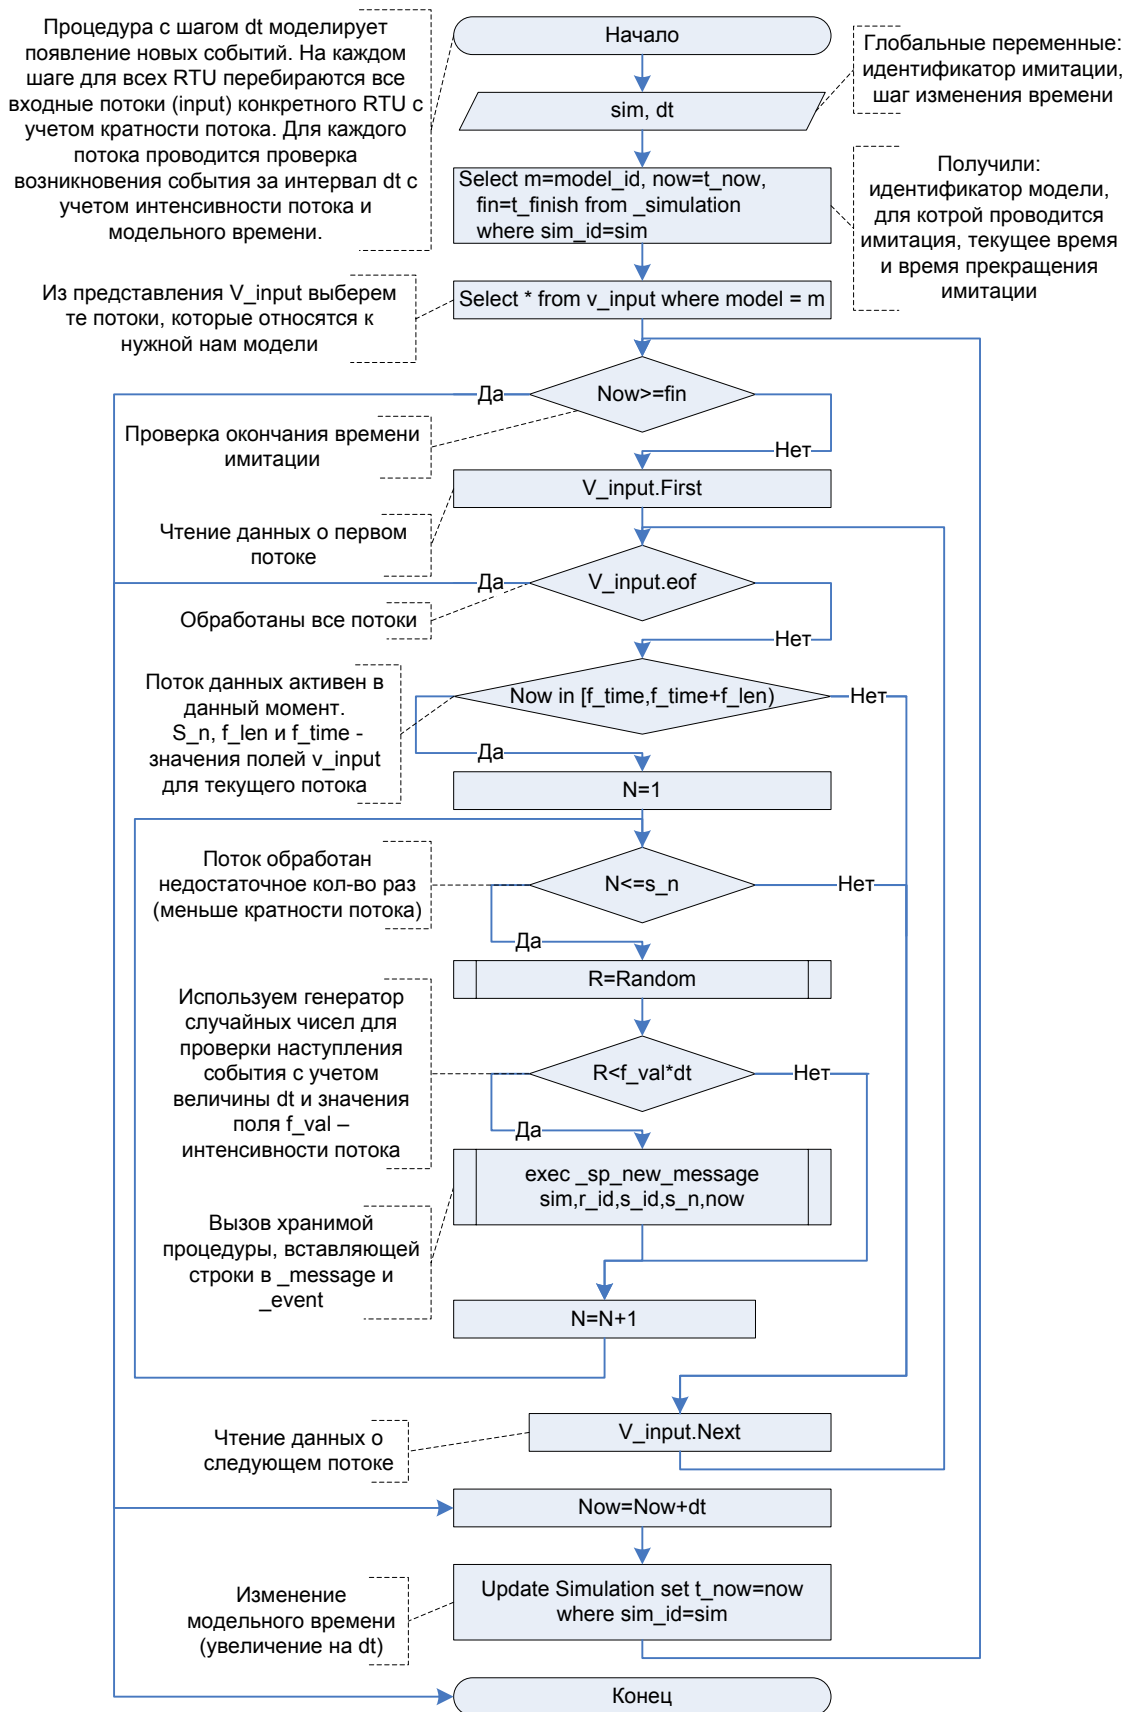 Процедура с шагом dt моделирует
появление новых событий. На каждом
шаге для всех RTU перебираются все
входные потоки (input) конкретного RTU с
учетом кратности потока. Для каждого
потока проводится проверка
возникновения события за интервал dt с
учетом интенсивности потока и
модельного времени.
Начало
Глобальные переменные:
идентификатор имитации,
шаг изменения времени
sim, dt
Select m=model_id, now=t_now,
fin=t_finish from _simulation
where sim_id=sim
Получили:
идентификатор модели,
для котрой проводится
имитация, текущее время
и время прекращения
имитации
Из представления V_input выберем
те потоки, которые относятся к
нужной нам модели
Select * from v_input where model = m
Now>=fin
Да
Нет
Проверка окончания времени
имитации
V_input.First
Чтение данных о первом
потоке
V_input.eof
Да
Нет
Обработаны все потоки
Now in [f_time,f_time+f_len)
Нет
Да
Поток данных активен в
данный момент.
S_n, f_len и f_time -
значения полей v_input
для текущего потока
N=1
Поток обработан
недостаточное кол-во раз
(меньше кратности потока)
N<=s_n
Нет
Да
R=Random
Используем генератор
случайных чисел для
проверки наступления
события с учетом
величины dt и значения
поля f_val –
интенсивности потока
R<f_val*dt
Нет
Да
exec _sp_new_message
sim,r_id,s_id,s_n,now
Вызов хранимой
процедуры, вставляющей
строки в _message и
_event
N=N+1
Чтение данных о
следующем потоке
V_input.Next
Now=Now+dt
Изменение
модельного времени
(увеличение на dt)
Update Simulation set t_now=now
where sim_id=sim
Конец